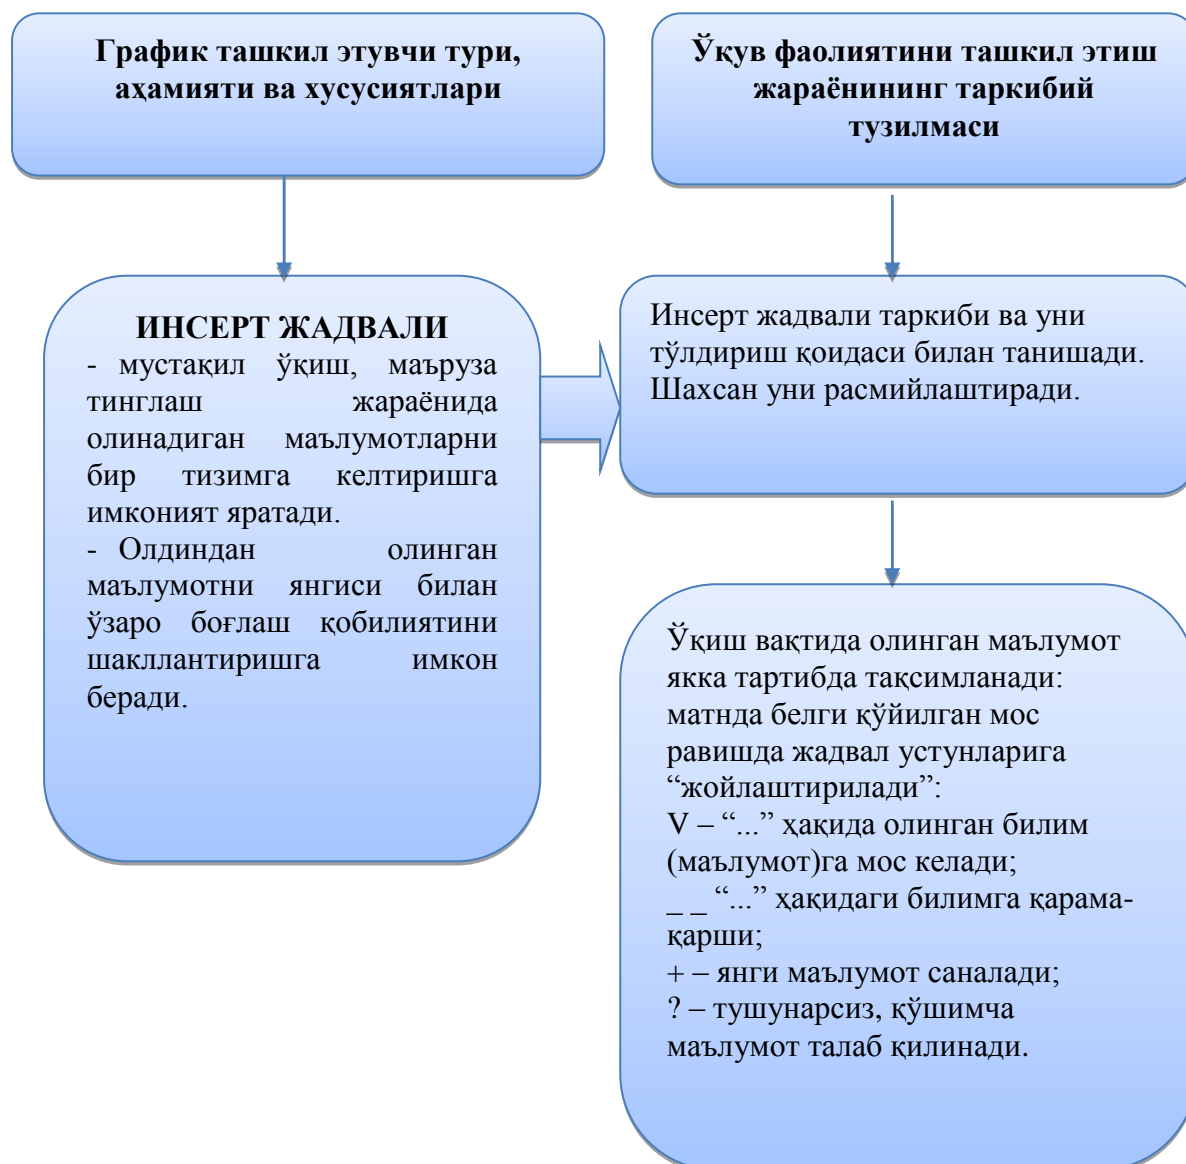 График ташкил этувчи тури,
аҳамияти ва хусусиятлари
Ўқув фаолиятини ташкил этиш
жараёнининг таркибий
тузилмаси
ИНСЕРТ ЖАДВАЛИ
- мустақил ўқиш, маъруза
тинглаш жараёнида
олинадиган маълумотларни
бир тизимга келтиришга
имконият яратади.
- Олдиндан олинган
маълумотни янгиси билан
ўзаро боғлаш қобилиятини
шакллантиришга имкон
беради.
Инсерт жадвали таркиби ва уни
тўлдириш қоидаси билан танишади.
Шахсан уни расмийлаштиради.
Ўқиш вақтида олинган маълумот
якка тартибда тақсимланади:
матнда белги қўйилган мос
равишда жадвал устунларига
“жойлаштирилади”:
V – “...” ҳақида олинган билим
(маълумот)га мос келади;
_ _ “...” ҳақидаги билимга қарама-
қарши;
+ – янги маълумот саналади;
? – тушунарсиз, қўшимча
маълумот талаб қилинади.